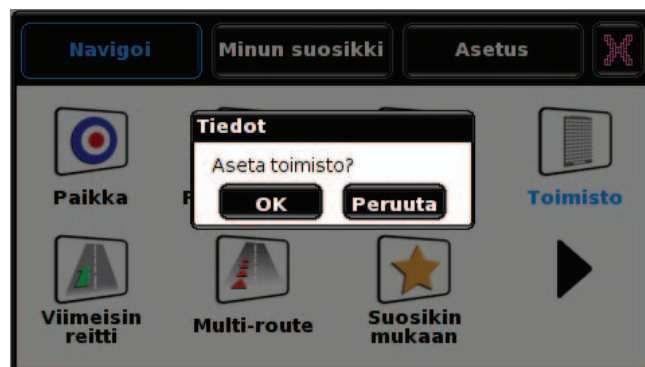 Navigoi Minun suosikki Asetus
Tiedot
Aseta toimisto?
OK Peruuta
Paikka Toimisto
Viimeisin reitti Multi-route Suosikin mukaan